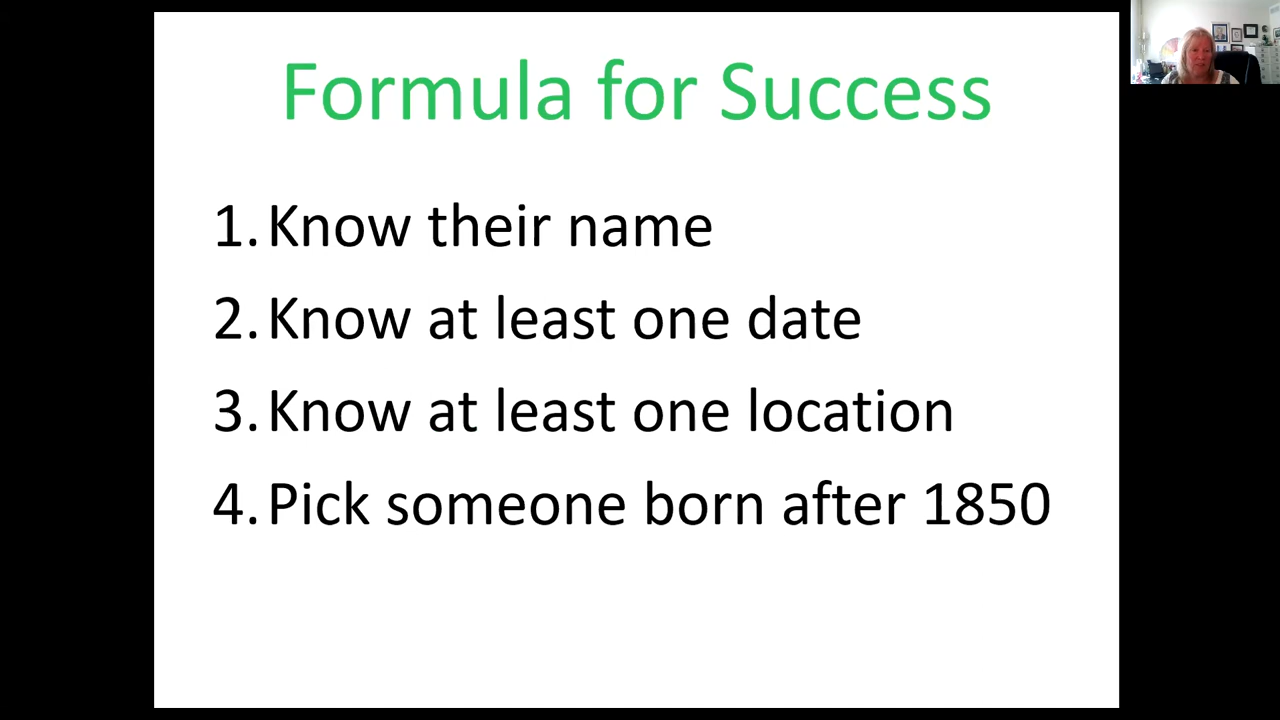 Formula for Success
1. Know their name
2. Know at least one date
3. Know at least one location
4. Pick someone born after 1850